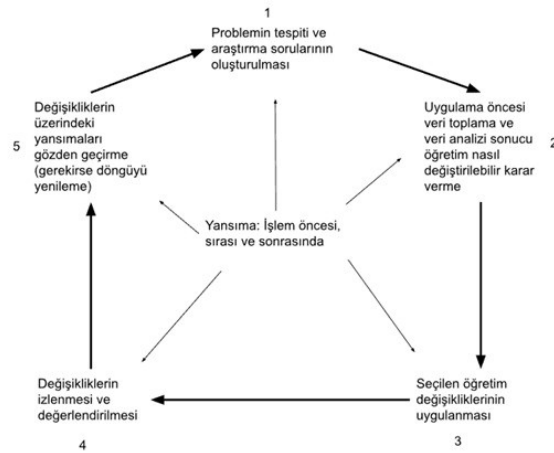 1
Problemin tespiti ve
araştırma sorularının
oluşturulması
Değişikliklerin
üzerindeki
yansımaları
gözden geçirme
(gerekirse döngüyü
yenileme)
5
Uygulama öncesi
veri toplama ve
veri analizi sonucu
öğretim nasıl
değiştirilebilir karar
verme
2
Yansıma: İşlem öncesi,
sırası ve sonrasında
Değişikliklerin
izlenmesi ve
değerlendirilmesi
4
Seçilen öğretim
değişikliklerinin
uygulanması
3